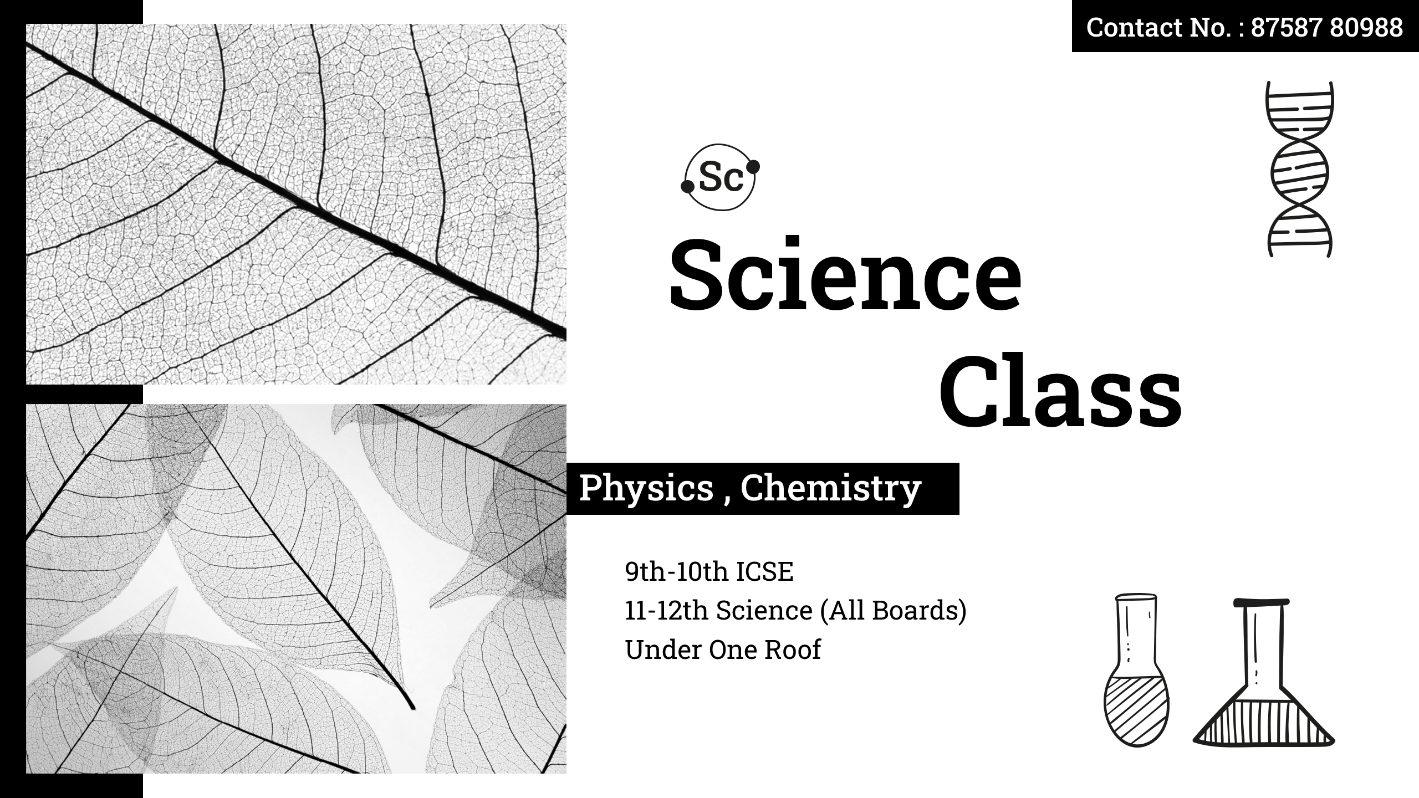 Contact No. : 87587 80988
Sc
Science
Class
Physics , Chemistry
9th-10th ICSE
11-12th Science (All Boards)
Under One Roof